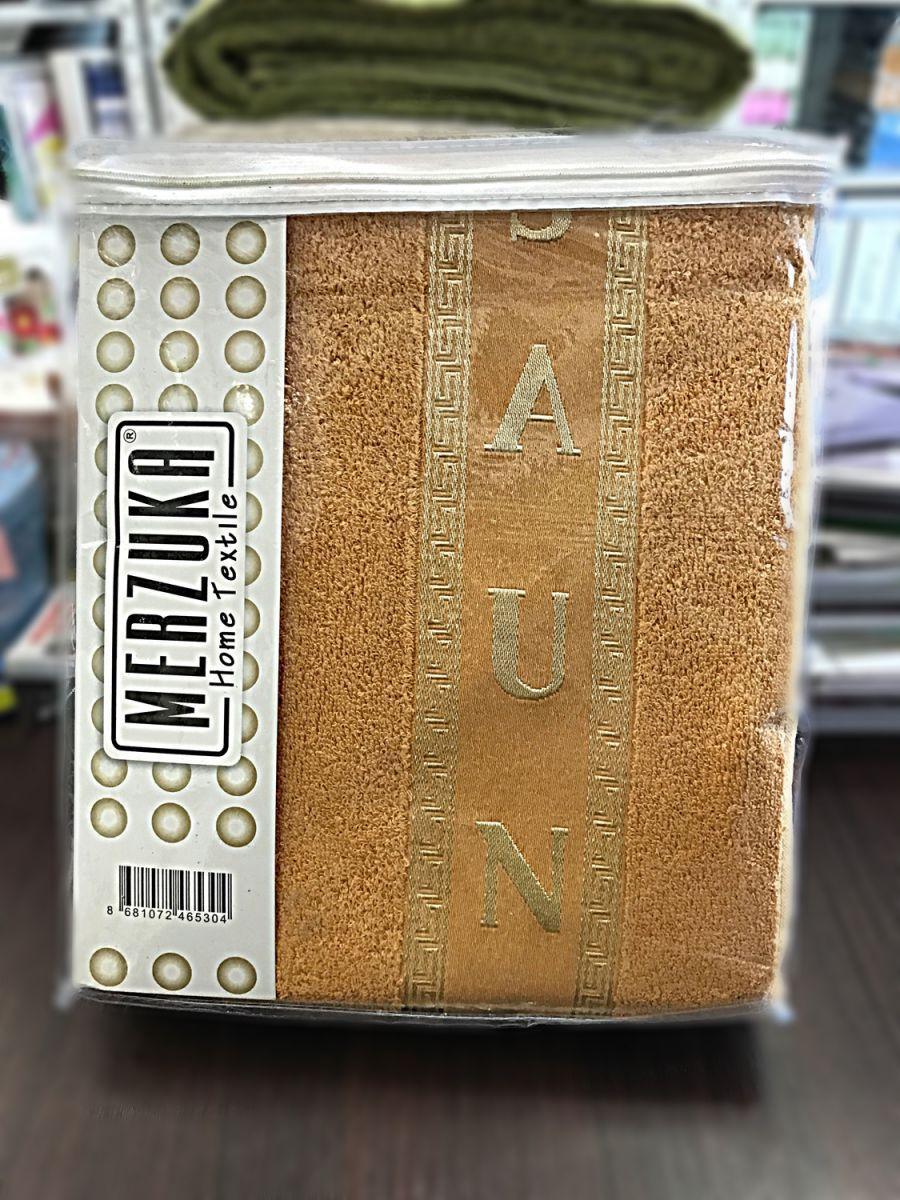 MERZUKA®
Home Textile
8 681072 465304
S
A
U
N